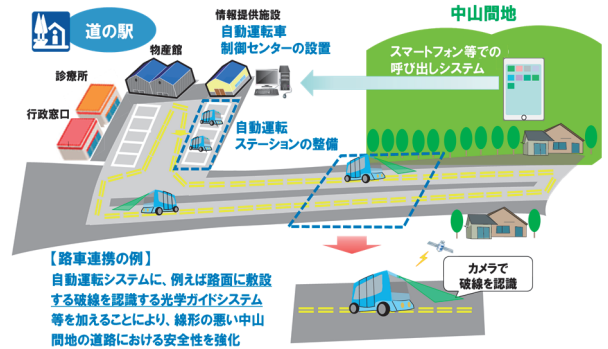 道の駅
情報提供施設
自動運転車
制御センターの設置
中山間地
スマートフォン等での
呼び出しシステム
物産館
診療所
行政窓口
自動運転
ステーションの整備
【路車連携の例】
自動運転システムに、例えば路面に敷設
する破線を認識する光学ガイドシステム
等を加えることにより、線形の悪い中山
間地の道路における安全性を強化
カメラで
破線を認識